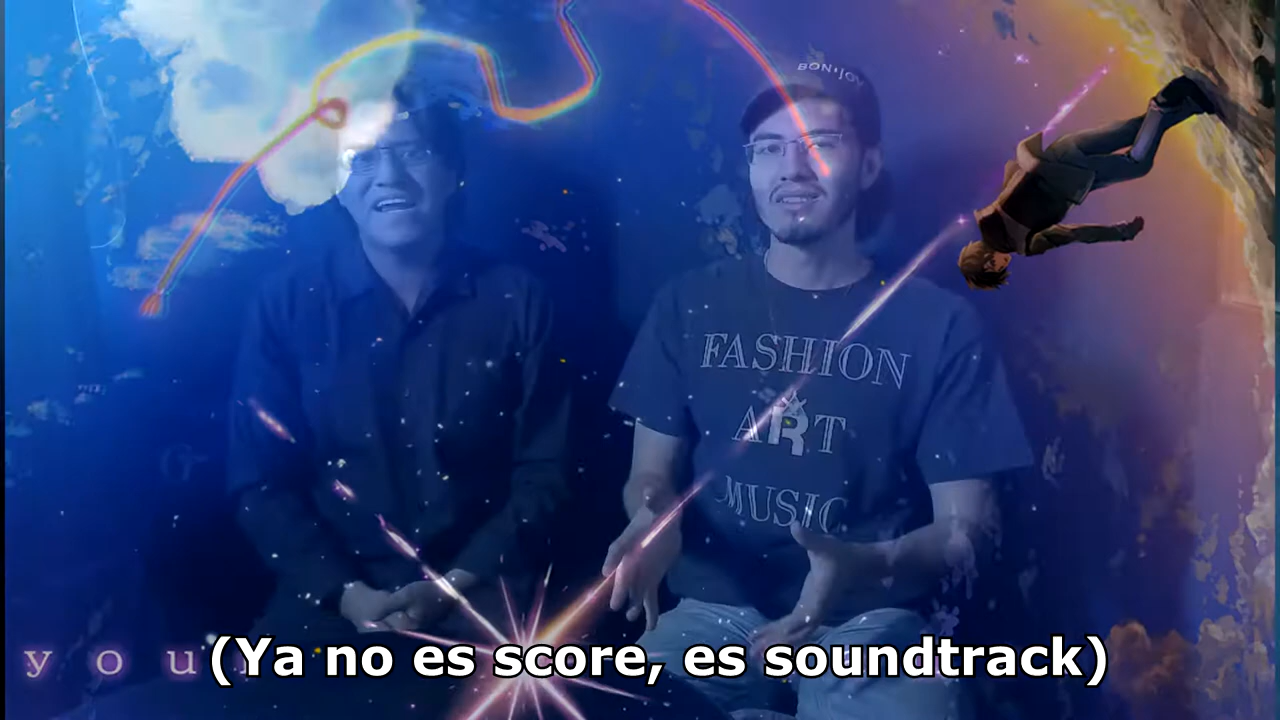 BON•JOVI
FASHION
ART
MUSIC
y o u r
(Ya no es score, es soundtrack)